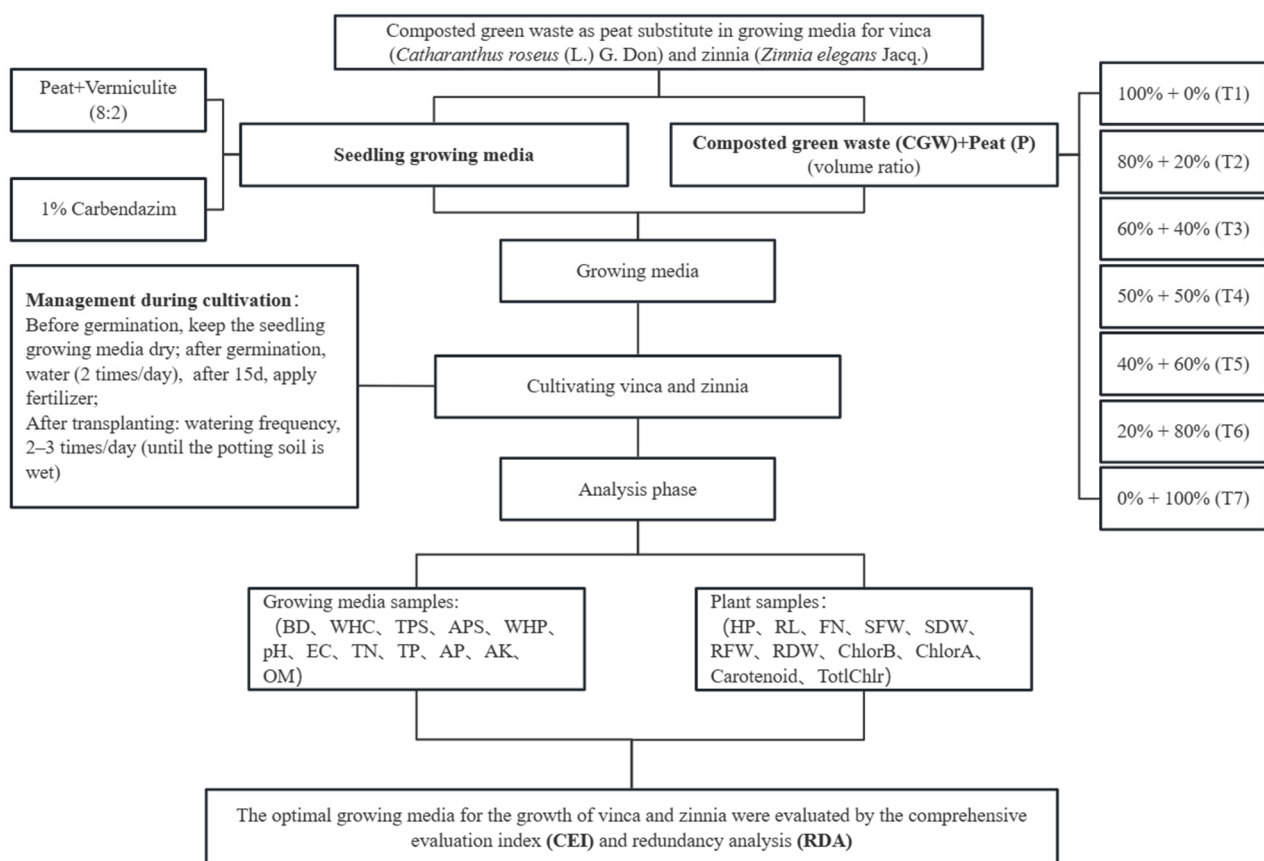 Composted green waste as peat substitute in growing media for vinca
(Catharanthus roseus (L.) G. Don) and zinnia (Zinnia elegans Jacq.)
Peat+Vermiculite
(8:2)
1% Carbendazim
Seedling growing media
Composted green waste (CGW)+Peat (P)
(volume ratio)
100% + 0% (T1)
80% + 20% (T2)
60% + 40% (T3)
50% + 50% (T4)
40% + 60% (T5)
20% + 80% (T6)
0% + 100% (T7)
Growing media
Management during cultivation：
Before germination, keep the seedling
growing media dry; after germination,
water (2 times/day), after 15d, apply
fertilizer;
After transplanting: watering frequency,
2–3 times/day (until the potting soil is
wet)
Cultivating vinca and zinnia
Analysis phase
Growing media samples:
（BD、WHC、TPS、APS、WHP、
pH、EC、TN、TP、AP、AK、
OM）
Plant samples：
（HP、RL、FN、SFW、SDW、
RFW、RDW、ChlorB、ChlorA、
Carotenoid、TotlChlr）
The optimal growing media for the growth of vinca and zinnia were evaluated by the comprehensive
evaluation index (CEI) and redundancy analysis (RDA)